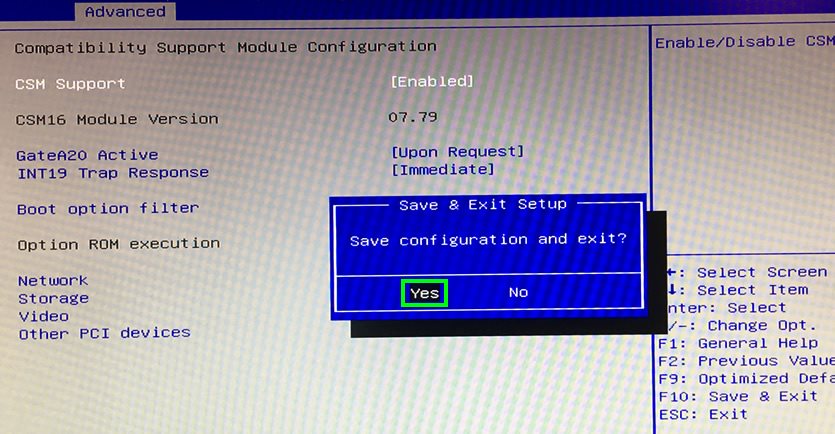 Advanced
Compatibility Support Module Configuration
Enable/Disable CSM
CSM Support [Enabled]
CSM16 Module Version 07.79
GateA20 Active [Upon Request]
INT19 Trap Response [Immediate]
Boot option filter
Option ROM execution
Network
Storage
Video
Other PCI devices
Save & Exit Setup
Save configuration and exit?
Yes No
: Select Screen
: Select Item
nter: Select
/-: Change Opt.
F1: General Help
F2: Previous Value
F9: Optimized Defa
F10: Save & Exit
ESC: Exit